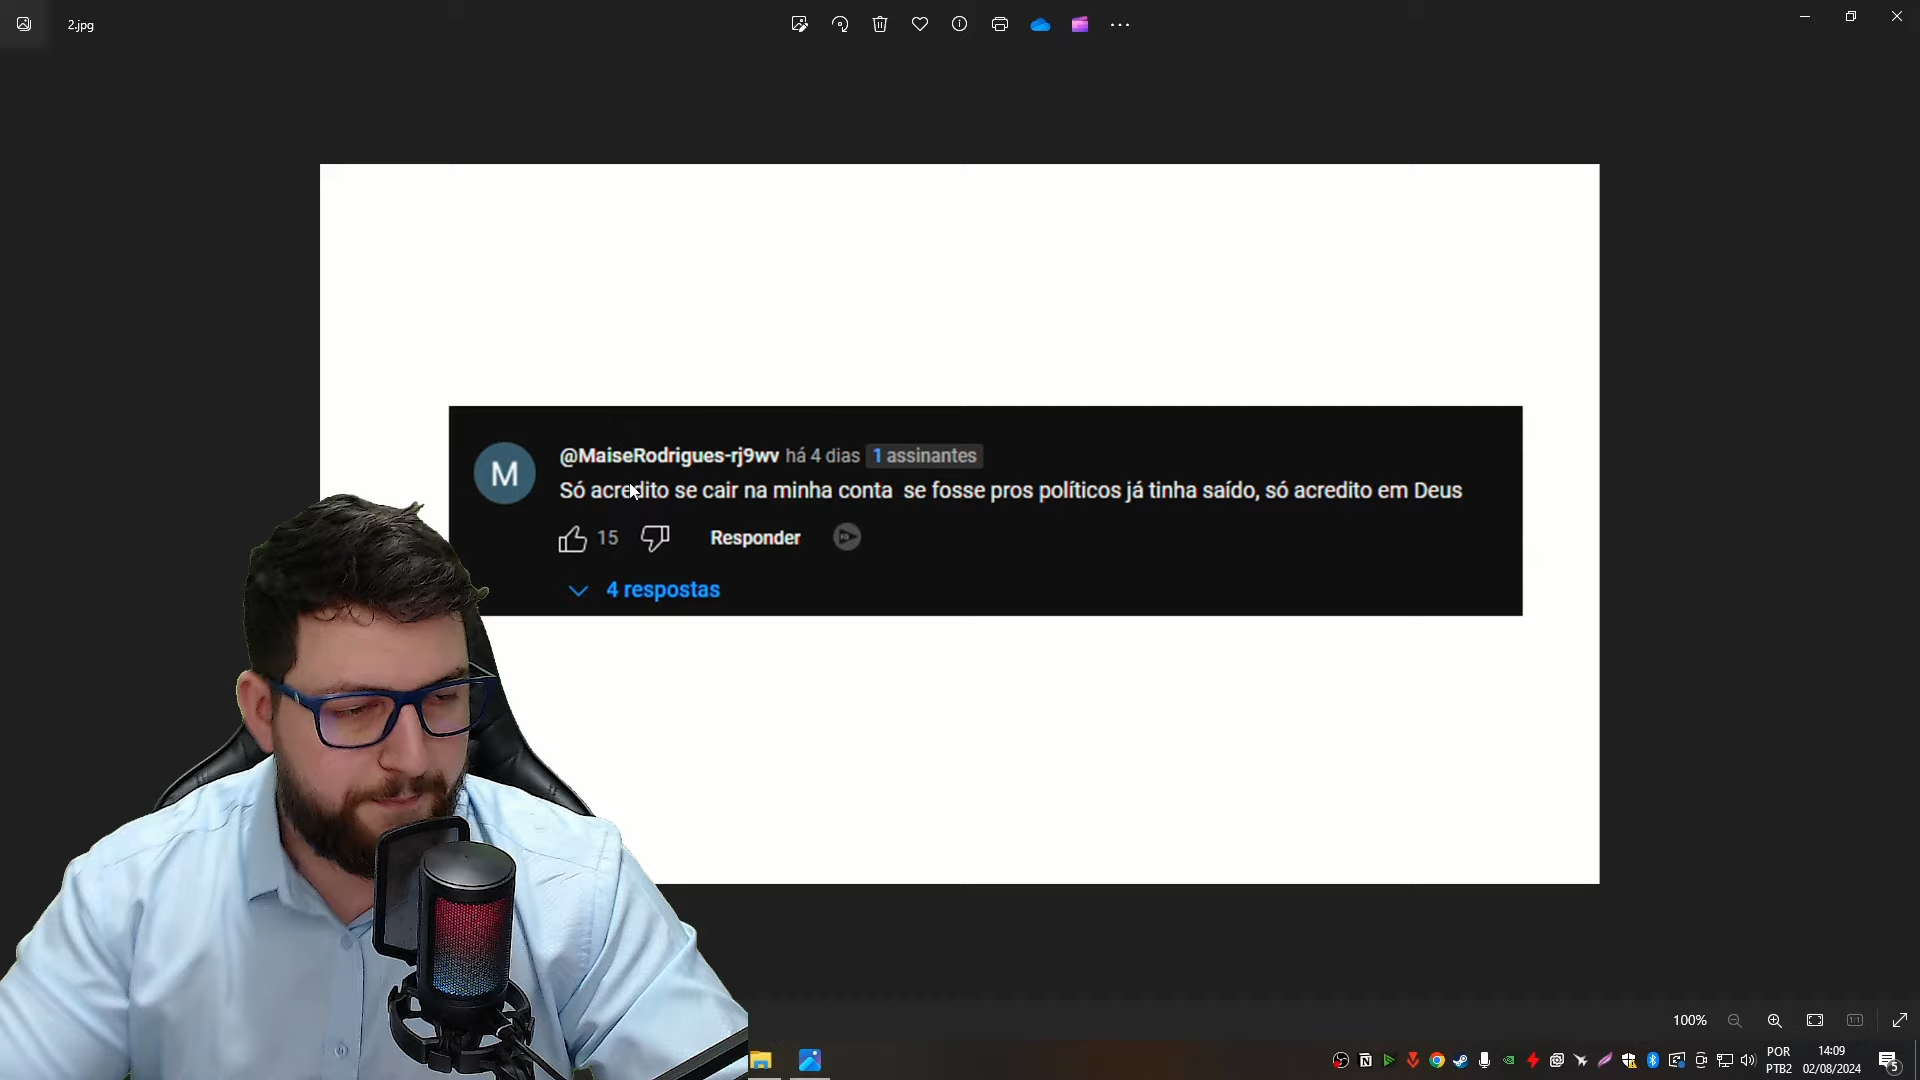 2.jpg
@MaiseRodrigues-rj9wv há 4 dias 1 assinantes
M
Só acredito se cair na minha conta  se fosse pros políticos já tinha saído, só acredito em Deus
15 Responder
4 respostas
100%
POR 14:09
PTB2 02/08/2024 5